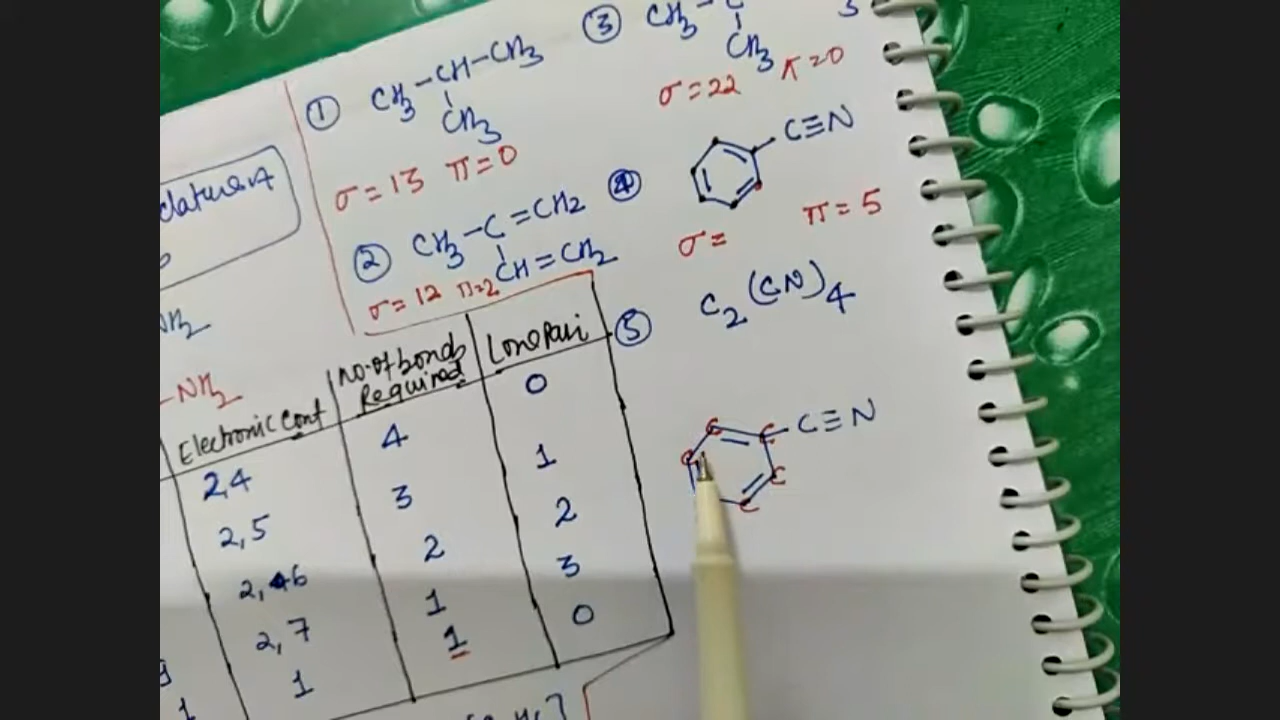 ① CH3-CH-CH3
CH3
σ=13 π=0
② CH3-C=CH2
CH=CH2
σ=12 π=2
③ CH3-
CH3
3
σ=22 π=0
④ C≡N
σ= π=5
⑤ C2(CN)4
C C C≡N
C C
C
-NH2
Electronic Conf | No. of bonds Required | Lone Pair
2,4 4 0
2,5 3 1
2,6 2 2
2,7 1 3
1 1 0